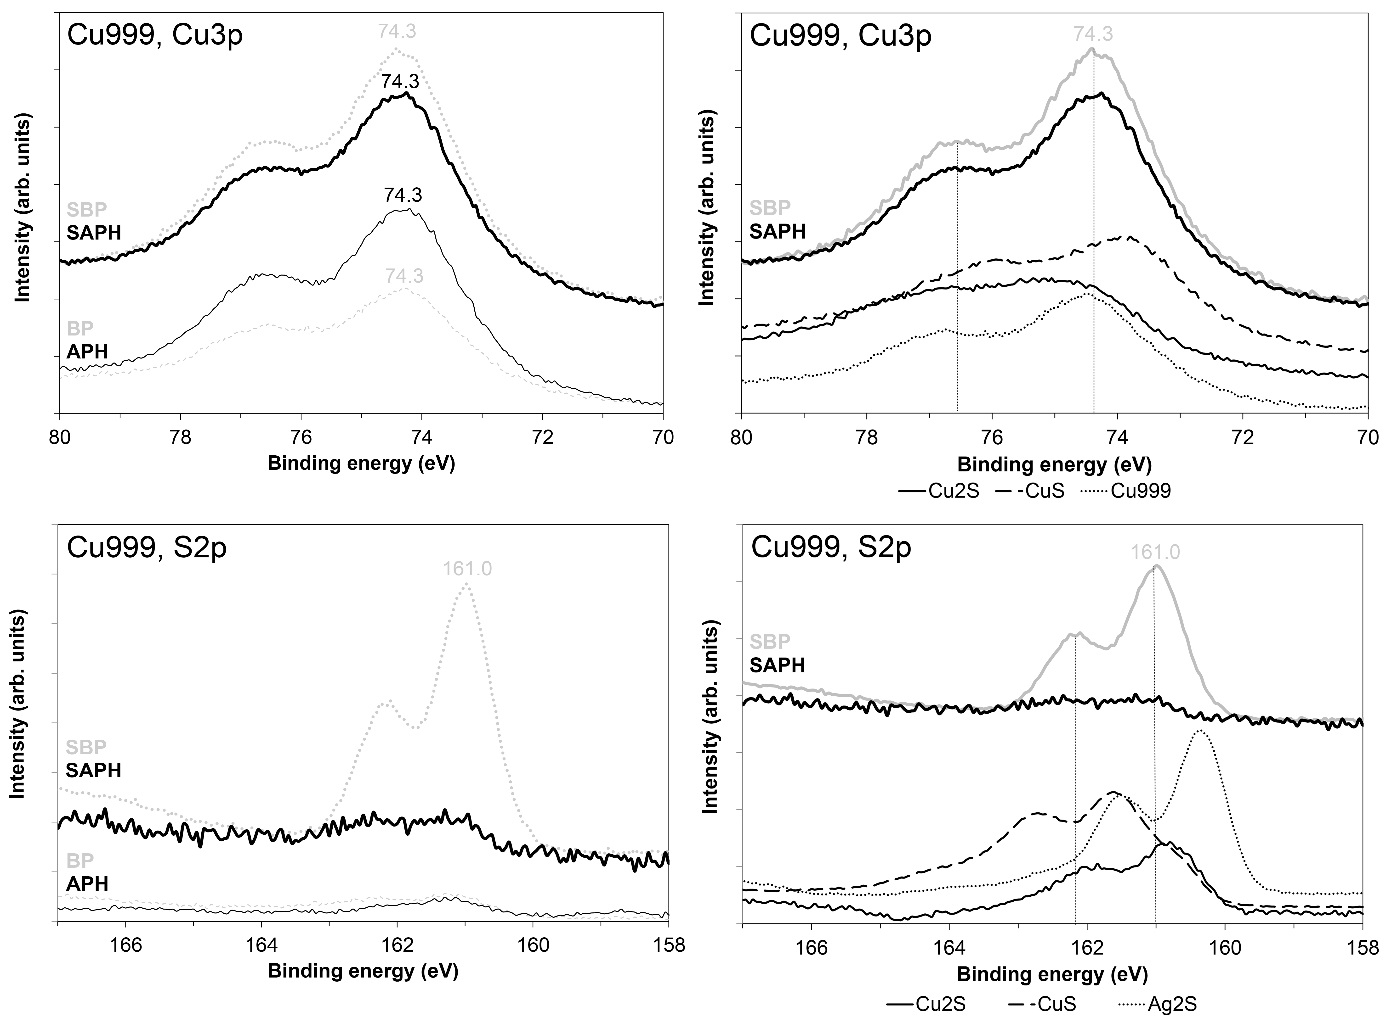 Cu999, Cu3p
74.3
74.3
74.3
SBP
SAPH
74.3
BP
APH
Intensity (arb. units)
80 78 76 74 72 70
Binding energy (eV)
Cu999, Cu3p
74.3
SBP
SAPH
Intensity (arb. units)
80 78 76 74 72 70
Binding energy (eV)
Cu2S CuS Cu999
Cu999, S2p
161.0
SBP
SAPH
BP
APH
Intensity (arb. units)
166 164 162 160 158
Binding energy (eV)
Cu999, S2p
161.0
SBP
SAPH
Intensity (arb. units)
166 164 162 160 158
Binding energy (eV)
Cu2S CuS Ag2S